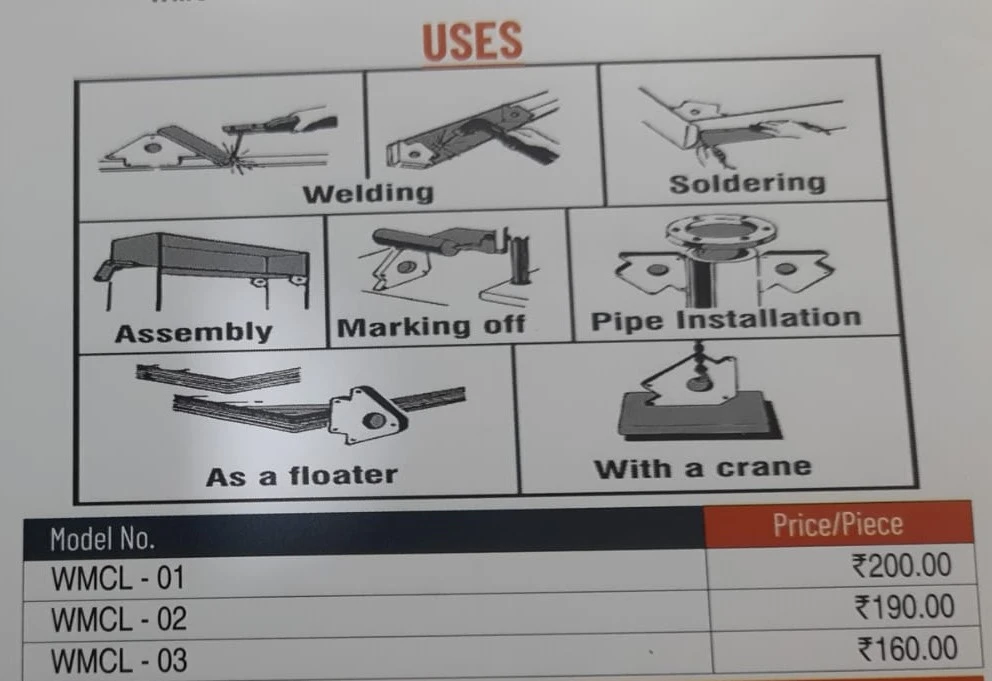 USES
Welding
Soldering
Assembly
Marking off
Pipe Installation
As a floater
With a crane
Model No. Price/Piece
WMCL - 01 ₹200.00
WMCL - 02 ₹190.00
WMCL - 03 ₹160.00